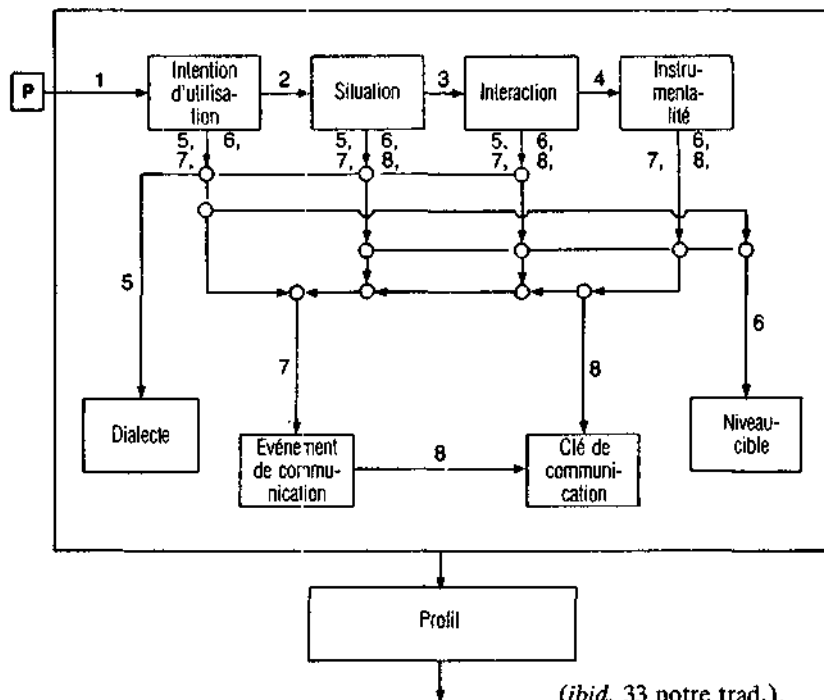 P
1
Intention
d'utilisa-
tion
2
Situation
3
Interaction
4
Instru-
menta-
lité
5, 6,
7,
5, 6,
7, 8,
5, 6,
7, 8,
6,
7, 8,
5
6
7
8
Dialecte
Evénement
de commu-
nication
8
Clé de
communi-
cation
Niveau-
cible
Profil
(ibid. 33 notre trad.)